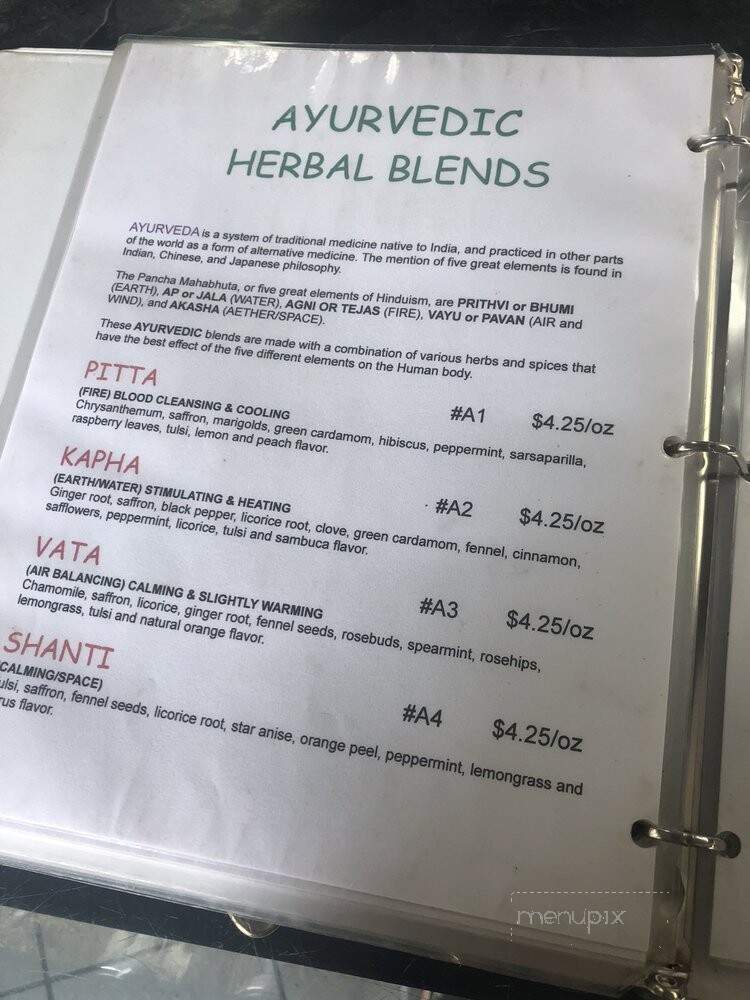 AYURVEDIC
HERBAL BLENDS
AYURVEDA is a system of traditional medicine native to India, and practiced in other parts
of the world as a form of alternative medicine. The mention of five great elements is found in
Indian, Chinese, and Japanese philosophy.
The Pancha Mahabhuta, or five great elements of Hinduism, are PRITHVI or BHUMI
(EARTH), AP or JALA (WATER), AGNI OR TEJAS (FIRE), VAYU or PAVAN (AIR and
WIND), and AKASHA (AETHER/SPACE).
These AYURVEDIC blends are made with a combination of various herbs and spices that
have the best effect of the five different elements on the Human body.
PITTA
(FIRE) BLOOD CLEANSING & COOLING #A1 $4.25/oz
Chrysanthemum, saffron, marigolds, green cardamom, hibiscus, peppermint, sarsaparilla,
raspberry leaves, tulsi, lemon and peach flavor.
KAPHA
(EARTH/WATER) STIMULATING & HEATING #A2 $4.25/oz
Ginger root, saffron, black pepper, licorice root, clove, green cardamom, fennel, cinnamon,
safflowers, peppermint, licorice, tulsi and sambuca flavor.
VATA
(AIR BALANCING) CALMING & SLIGHTLY WARMING #A3 $4.25/oz
Chamomile, saffron, licorice, ginger root, fennel seeds, rosebuds, spearmint, rosehips,
lemongrass, tulsi and natural orange flavor.
SHANTI
CALMING/SPACE) #A4 $4.25/oz
ulsi, saffron, fennel seeds, licorice root, star anise, orange peel, peppermint, lemongrass and
rus flavor.
menupix